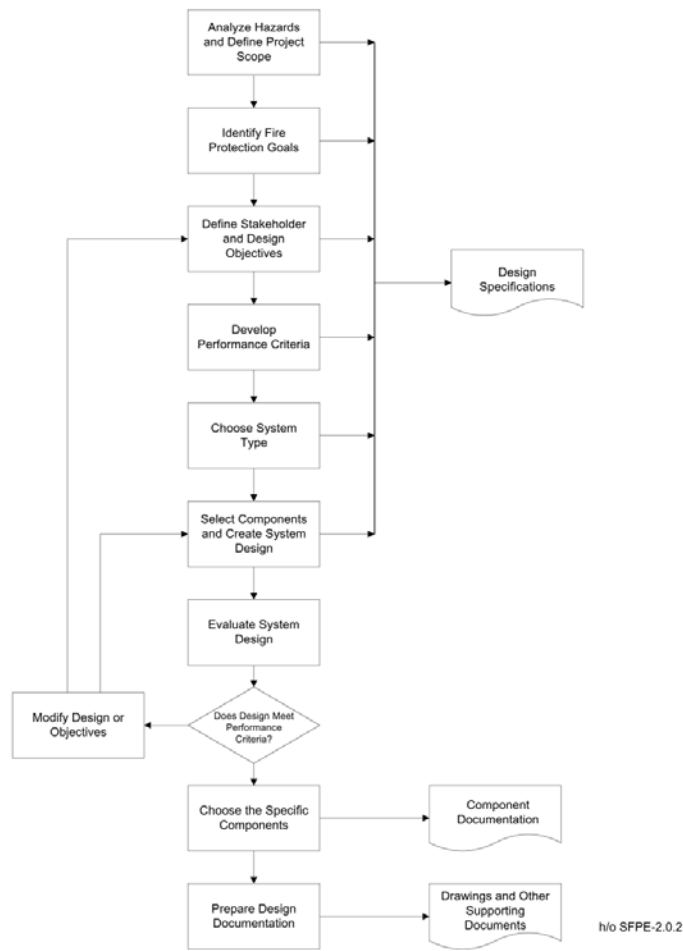 Analyze Hazards
and Define Project
Scope
Identify Fire
Protection Goals
Define Stakeholder
and Design
Objectives
Design
Specifications
Develop
Performance Criteria
Choose System
Type
Select Components
and Create System
Design
Evaluate System
Design
Does Design Meet
Performance
Criteria?
Modify Design or
Objectives
Choose the Specific
Components
Component
Documentation
Prepare Design
Documentation
Drawings and Other
Supporting
Documents
h/o SFPE-2.0.2